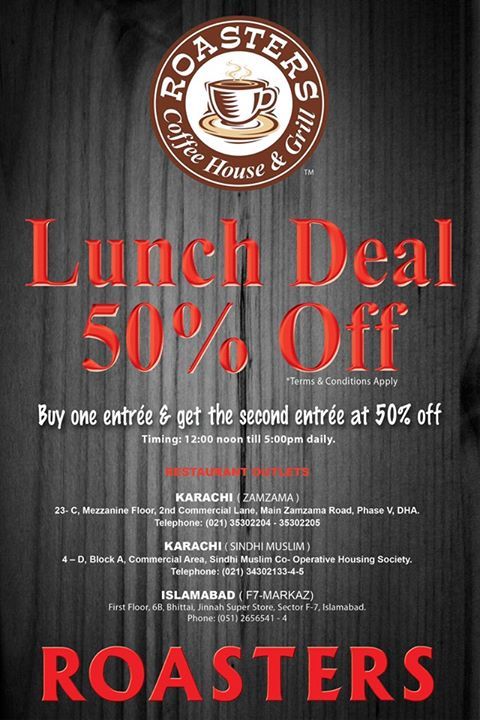 ROASTERS
Coffee House & Grill
TM
Lunch Deal
50% Off
*Terms & Conditions Apply
Buy one entrée & get the second entrée at 50% off
Timing: 12:00 noon till 5:00pm daily.
RESTAURANT OUTLETS
KARACHI ( ZAMZAMA )
23- C, Mezzanine Floor, 2nd Commercial Lane, Main Zamzama Road, Phase V, DHA.
Telephone: (021) 35302204 - 35302205
KARACHI ( SINDHI MUSLIM )
4 – D, Block A, Commercial Area, Sindhi Muslim Co- Operative Housing Society.
Telephone: (021) 34302133-4-5
ISLAMABAD ( F7-MARKAZ)
First Floor, 6B, Bhittai, Jinnah Super Store, Sector F-7, Islamabad.
Phone: (051) 2656541 - 4
ROASTERS